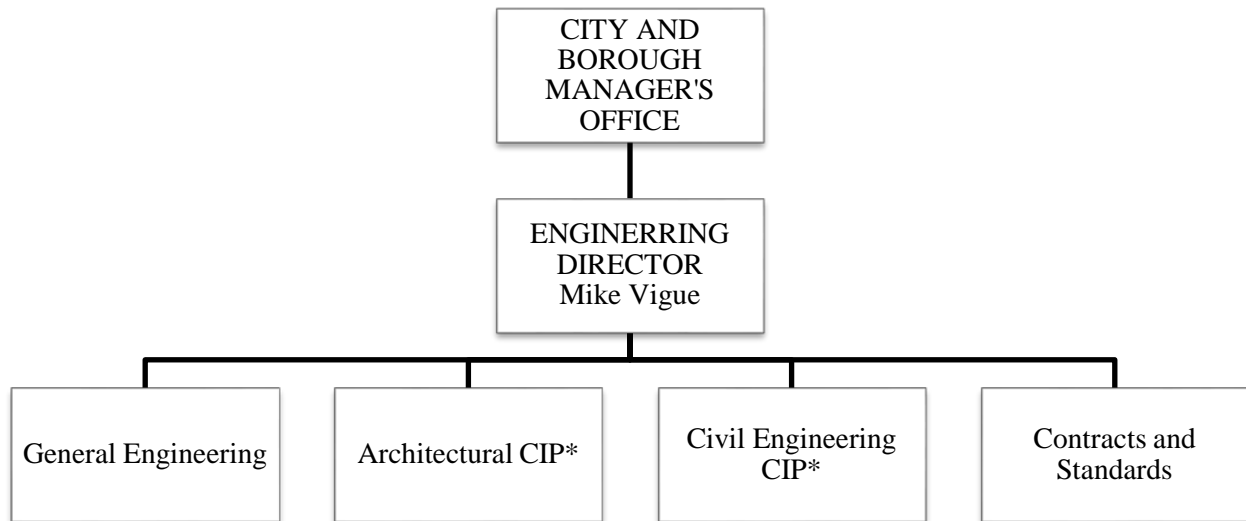 CITY AND
BOROUGH
MANAGER'S
OFFICE
ENGINERRING
DIRECTOR
Mike Vigue
General Engineering
Architectural CIP*
Civil Engineering
CIP*
Contracts and
Standards